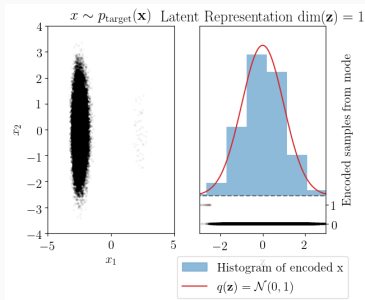 x ∼ p_target(x)
Latent Representation dim(z) = 1
4
3
2
1
0
−1
−2
−3
−4
x_2
−5
0
5
x_1
Encoded samples from mode
1
0
−2
0
2
Histogram of encoded x
q(z) = N(0, 1)